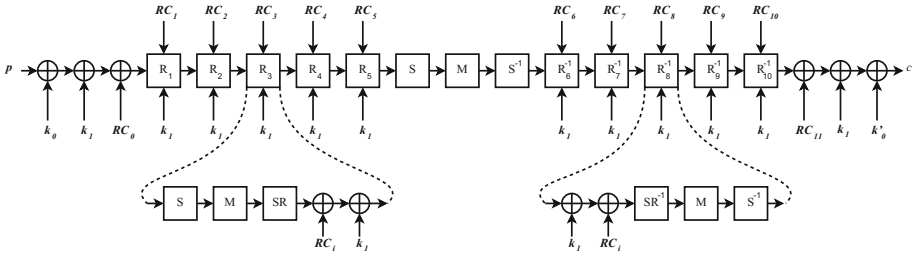 RC₁ RC₂ RC₃ RC₄ RC₅ RC₆ RC₇ RC₈ RC₉ RC₁₀
p R₁ R₂ R₃ R₄ R₅ S M S⁻¹ R₆⁻¹ R₇⁻¹ R₈⁻¹ R₉⁻¹ R₁₀⁻¹ c
k₀ k₁ RC₀ k₁ k₁ k₁ k₁ k₁ k₁ k₁ k₁ k₁ k₁ RC₁₁ k₁ k'₀
S M SR SR⁻¹ M S⁻¹
RCᵢ k₁ k₁ RCᵢ